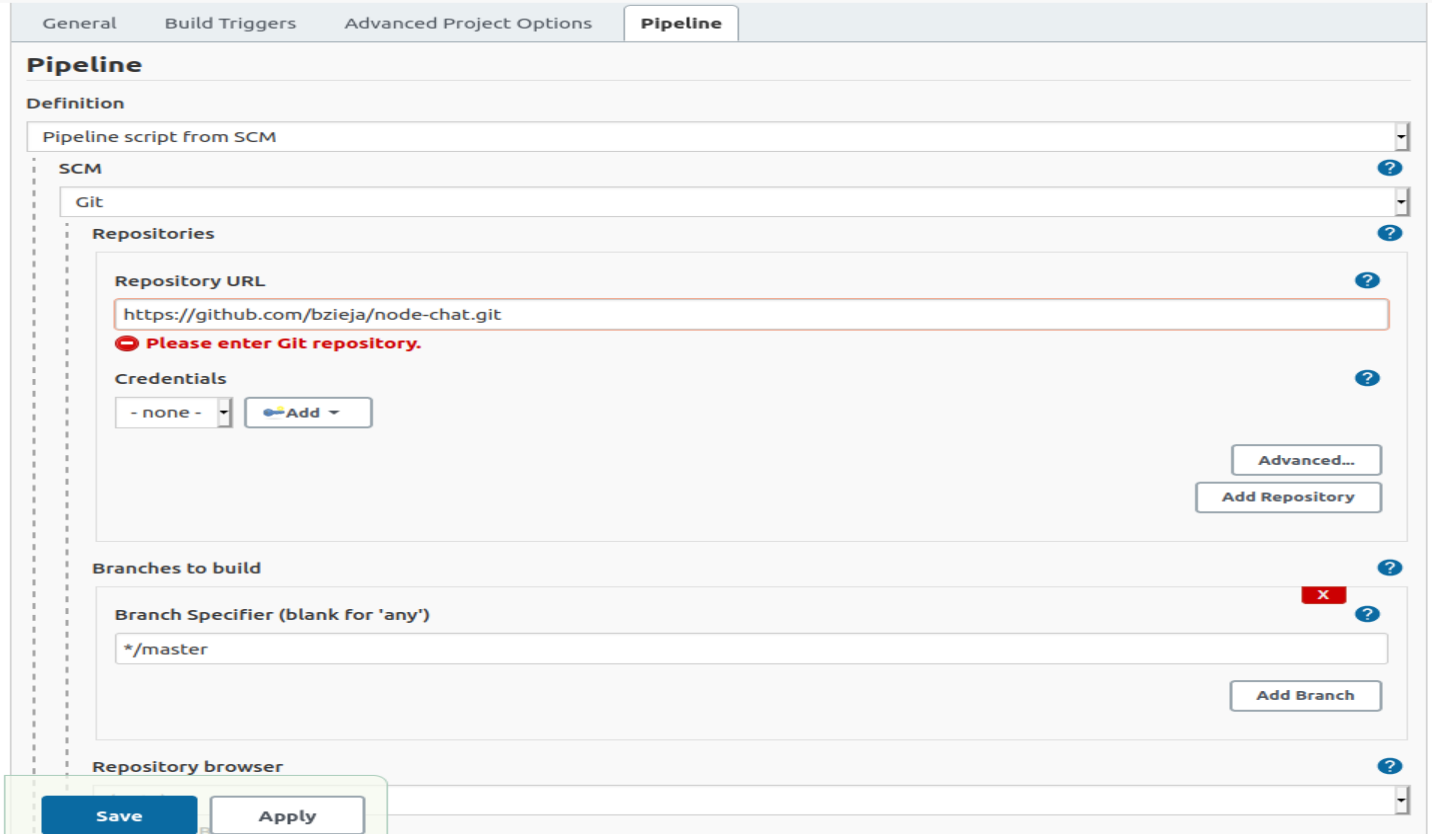 General Build Triggers Advanced Project Options Pipeline
Pipeline
Definition
Pipeline script from SCM
SCM
?
Git
Repositories
?
Repository URL
?
https://github.com/bzieja/node-chat.git
Please enter Git repository.
Credentials
?
- none - Add
Advanced...
Add Repository
Branches to build
?
X
Branch Specifier (blank for 'any')
?
*/master
Add Branch
Repository browser
?
Save Apply